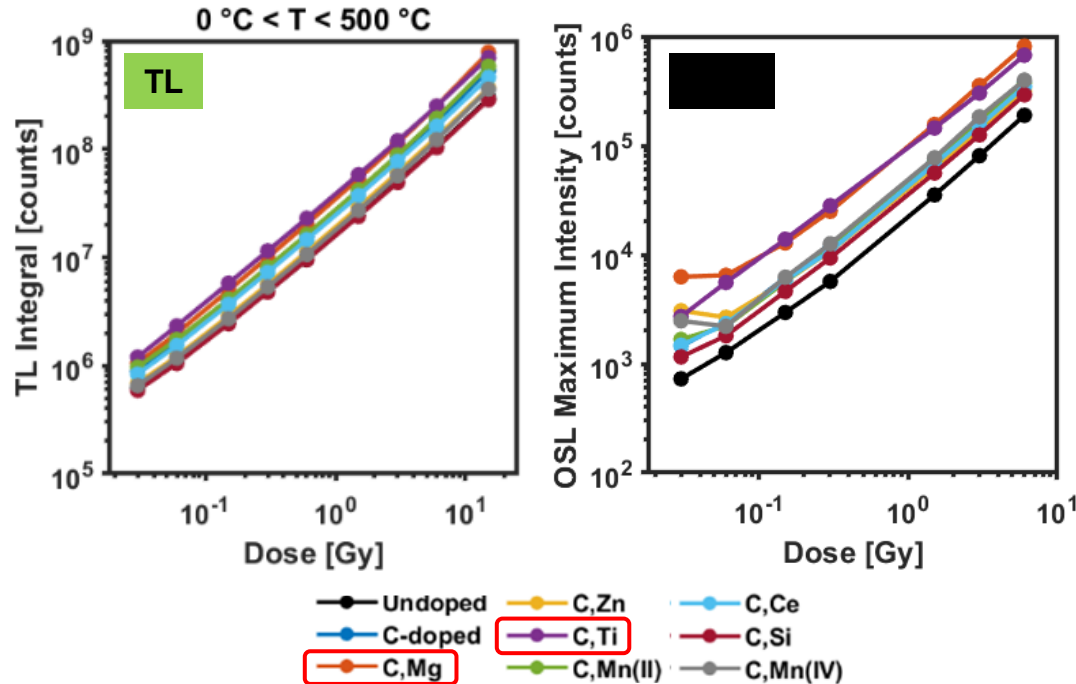 0 °C < T < 500 °C
TL
TL Integral [counts]
10^9
10^8
10^7
10^6
10^5
10^-1
10^0
10^1
Dose [Gy]
OSL Maximum Intensity [counts]
10^6
10^5
10^4
10^3
10^2
10^-1
10^0
10^1
Dose [Gy]
Undoped
C,Zn
C,Ce
C-doped
C,Ti
C,Si
C,Mg
C,Mn(II)
C,Mn(IV)